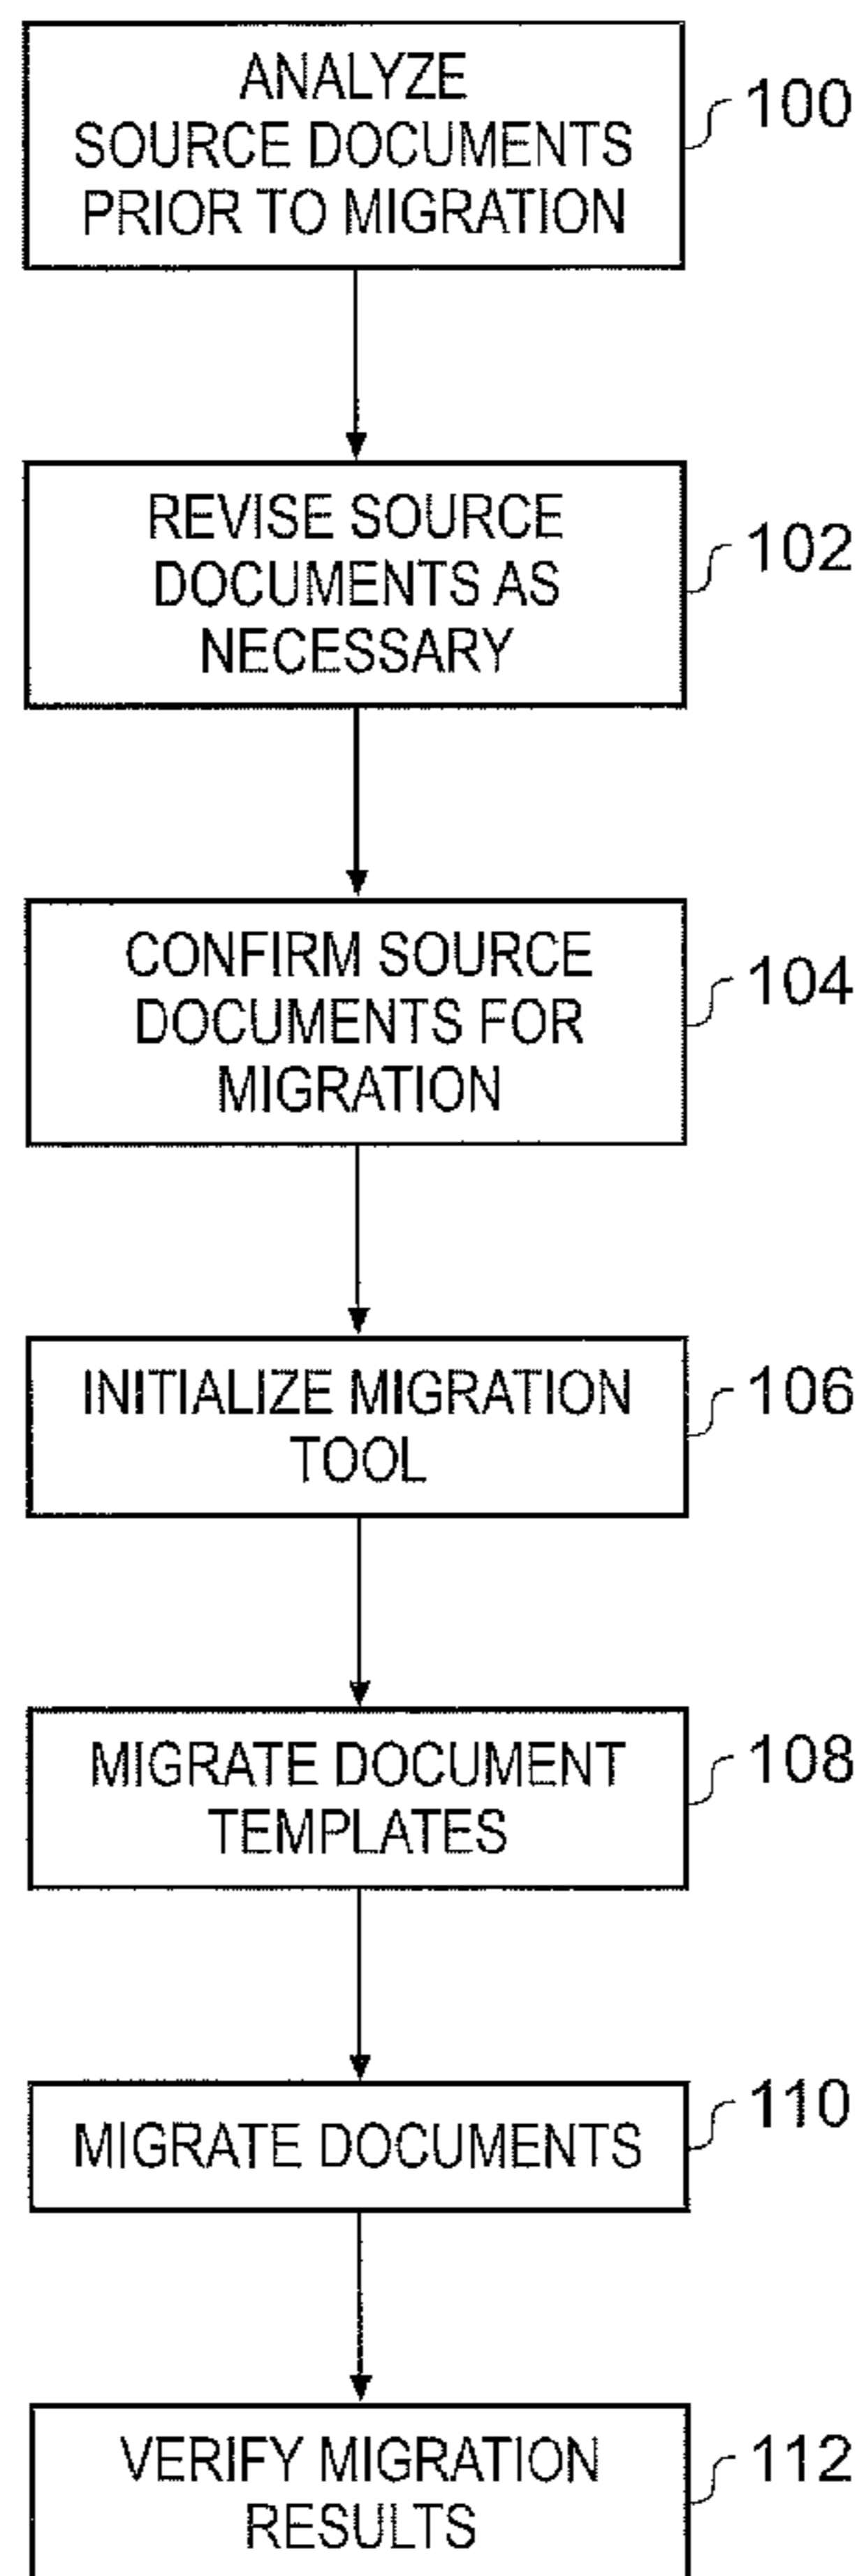 ANALYZE
SOURCE DOCUMENTS
PRIOR TO MIGRATION
100
REVISE SOURCE
DOCUMENTS AS
NECESSARY
102
CONFIRM SOURCE
DOCUMENTS FOR
MIGRATION
104
INITIALIZE MIGRATION
TOOL
106
MIGRATE DOCUMENT
TEMPLATES
108
MIGRATE DOCUMENTS
110
VERIFY MIGRATION
RESULTS
112